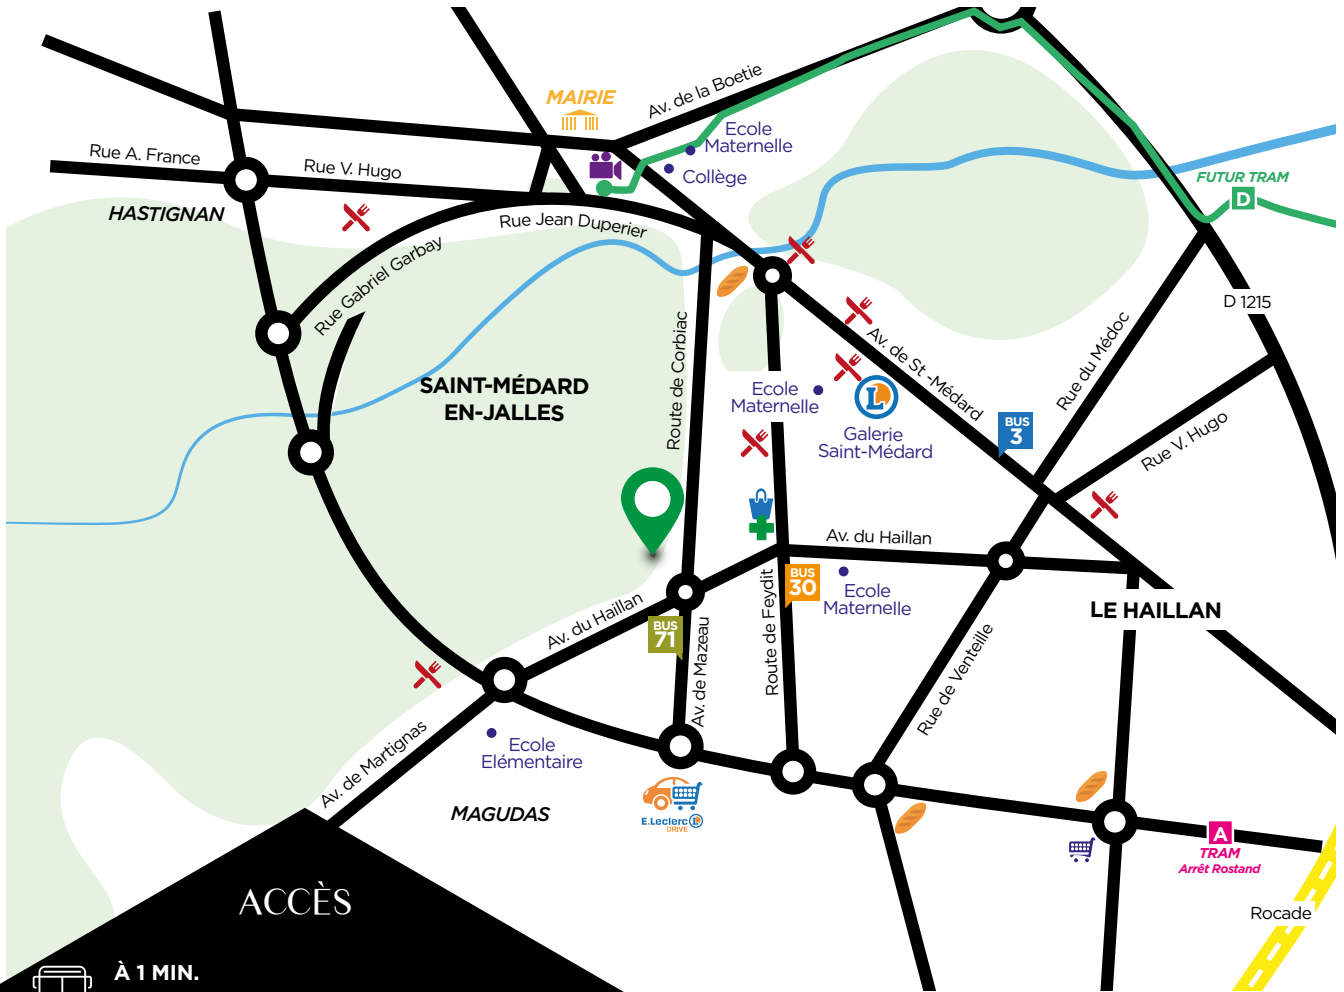 MAIRIE
Av. de la Boetie
Ecole
Maternelle
Collège
Rue A. France
Rue V. Hugo
HASTIGNAN
Rue Jean Duperier
Rue Gabriel Garbay
FUTUR TRAM
D
D 1215
SAINT-MÉDARD
EN-JALLES
Route de Corbiac
Av. de St -Médard
Rue du Médoc
Ecole
Maternelle
L
Galerie
Saint-Médard
BUS
3
Rue V. Hugo
Av. du Haillan
BUS
30
Ecole
Maternelle
LE HAILLAN
Av. du Haillan
BUS
71
Av. de Mazeau
Route de Feydit
Rue de Venteille
Ecole
Elémentaire
Av. de Martignas
MAGUDAS
E.Leclerc L
DRIVE
A
TRAM
Arrêt Rostand
Rocade
ACCÈS
À 1 MIN.